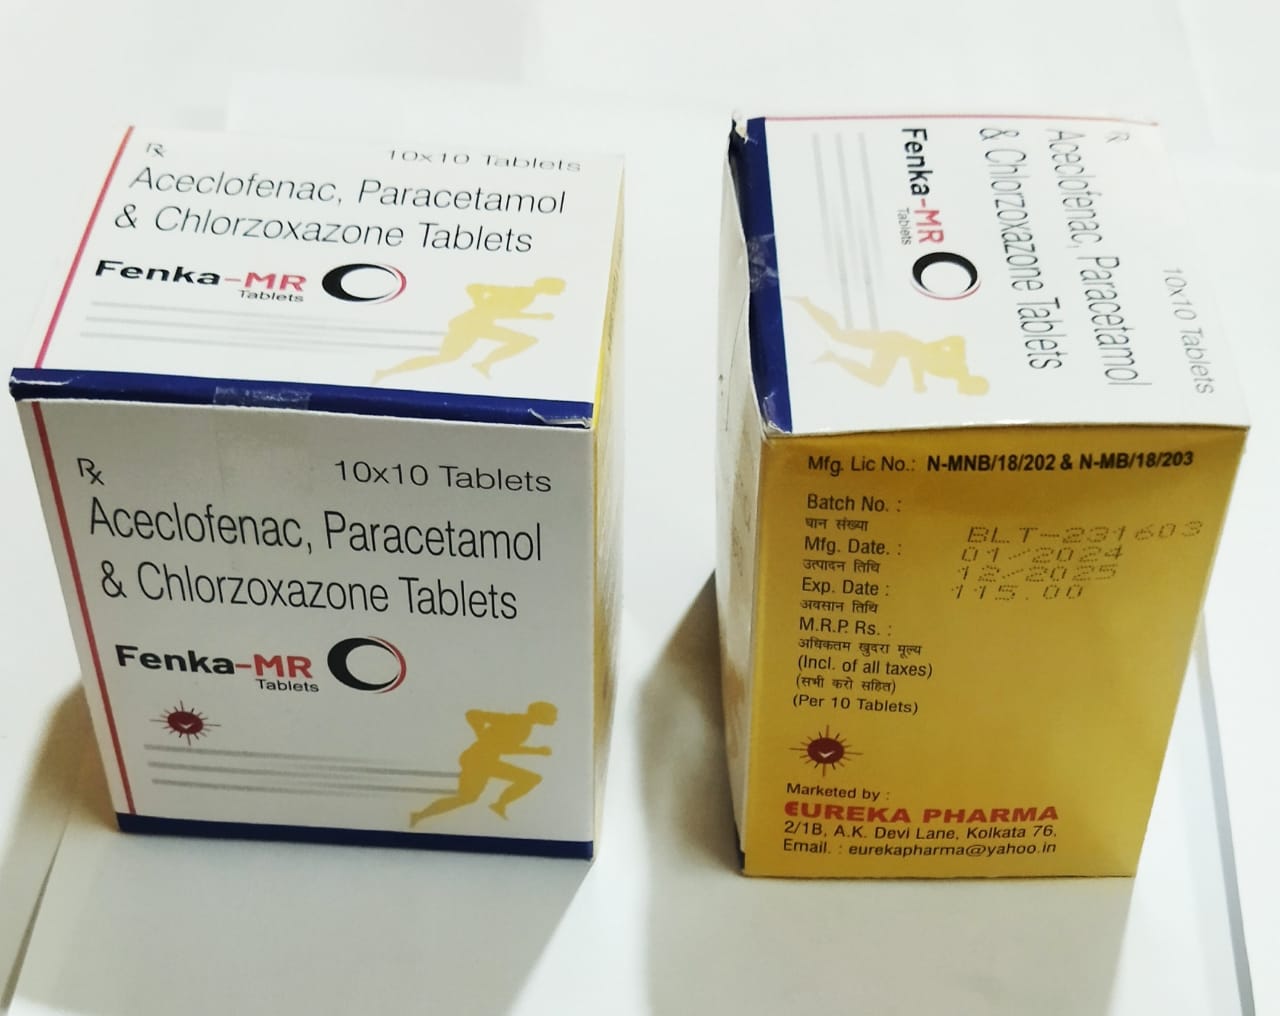 Rx
10x10 Tablets
Aceclofenac, Paracetamol
& Chlorzoxazone Tablets
Fenka-MR
Tablets
Rx
10x10 Tablets
Aceclofenac, Paracetamol
& Chlorzoxazone Tablets
Fenka-MR
Tablets
Rx
10x10 Tablets
Aceclofenac, Paracetamol
& Chlorzoxazone Tablets
Fenka-MR
Tablets
Mfg. Lic No.: N-MNB/18/202 & N-MB/18/203
Batch No. :
घान संख्या
BLT-231603
Mfg. Date. :
01/2024
उत्पादन तिथि
12/2025
Exp. Date :
115.00
अवसान तिथि
M.R.P. Rs. :
अधिकतम खुदरा मूल्य
(Incl. of all taxes)
(सभी करो सहित)
(Per 10 Tablets)
Marketed by :
EUREKA PHARMA
2/1B, A.K. Devi Lane, Kolkata 76.
Email. : eurekapharma@yahoo.in